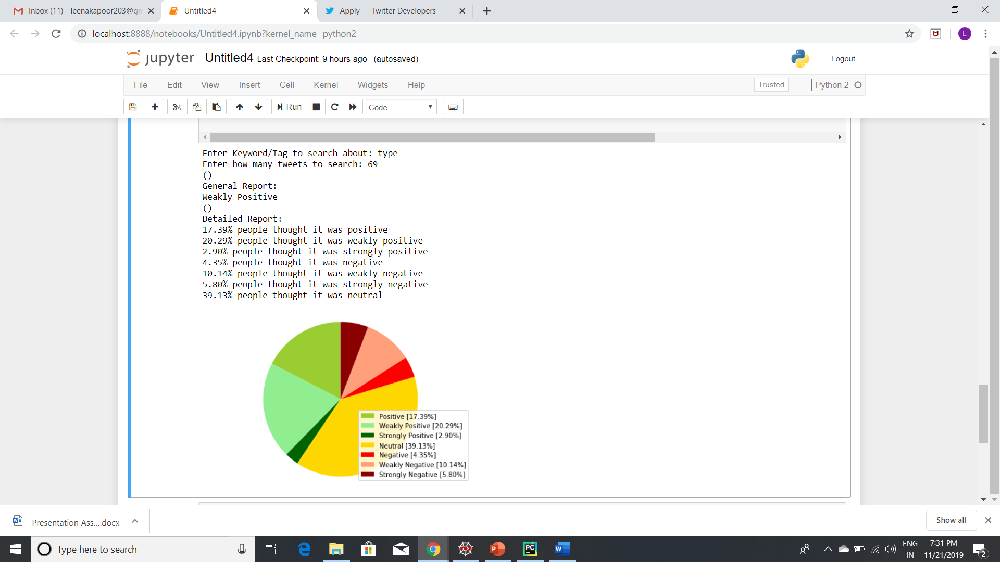 Inbox (11) - leenakapoor203@gm
Untitled4
Apply — Twitter Developers
localhost:8888/notebooks/Untitled4.ipynb?kernel_name=python2
L
jupyter Untitled4 Last Checkpoint: 9 hours ago (autosaved)
Logout
File Edit View Insert Cell Kernel Widgets Help
Trusted
Python 2
Run
Code
Enter Keyword/Tag to search about: type
Enter how many tweets to search: 69
()
General Report:
Weakly Positive
()
Detailed Report:
17.39% people thought it was positive
20.29% people thought it was weakly positive
2.90% people thought it was strongly positive
4.35% people thought it was negative
10.14% people thought it was weakly negative
5.80% people thought it was strongly negative
39.13% people thought it was neutral
Positive [17.39%]
Weakly Positive [20.29%]
Strongly Positive [2.90%]
Neutral [39.13%]
Negative [4.35%]
Weakly Negative [10.14%]
Strongly Negative [5.80%]
Presentation Ass....docx
Show all
Type here to search
ENG
IN
7:31 PM
11/21/2019
2